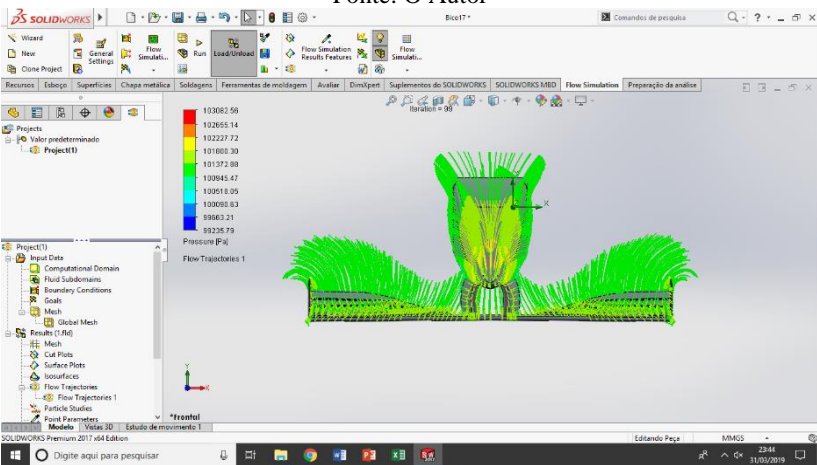 Fonte: O Autor
SOLIDWORKS
Bico17 *
Comandos de pesquisa
Wizard
New
Clone Project
General Settings
Flow Simulati...
Run
Load/Unload
Flow Simulation Results Features
Flow Simulati...
Recursos Esboço Superfícies Chapa metálica Soldagens Ferramentas de moldagem Avaliar DimXpert Suplementos do SOLIDWORKS SOLIDWORKS MBD Flow Simulation Preparação da análise
Iteration = 99
Projects
Valor predeterminado
Project(1)
103082.56
102655.14
102227.72
101800.30
101372.88
100945.47
100518.05
100090.63
99663.21
99235.79
Pressure [Pa]
Flow Trajectories 1
Project(1)
Input Data
Computational Domain
Fluid Subdomains
Boundary Conditions
Goals
Mesh
Global Mesh
Results (1.fld)
Mesh
Cut Plots
Surface Plots
Isosurfaces
Flow Trajectories
Flow Trajectories 1
Particle Studies
Point Parameters
X
Y
X
*Frontal
Modelo Vistas 3D Estudo de movimento 1
SOLIDWORKS Premium 2017 x64 Edition
Editando Peça
MMGS
Digite aqui para pesquisar
23:44
31/03/2019